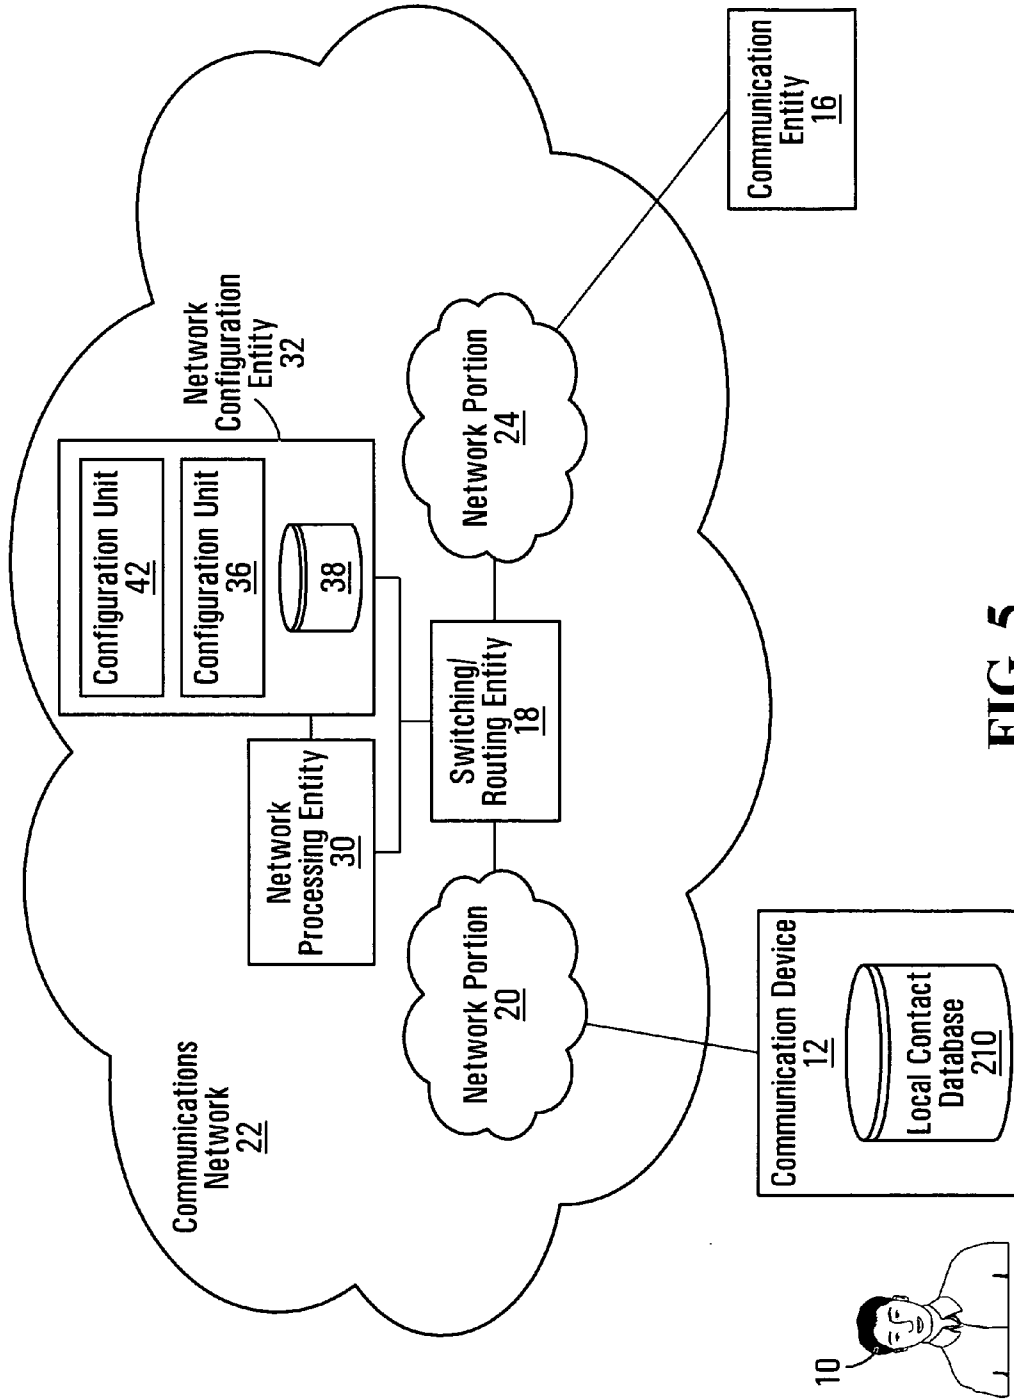 Communications
Network
22
Network
Processing Entity
30
Configuration Unit
42
Configuration Unit
36
38
Network
Configuration
Entity
32
Network Portion
20
Switching/
Routing Entity
18
Network Portion
24
10
Communication Device
12
Local Contact
Database
210
Communication
Entity
16
FIG. 5